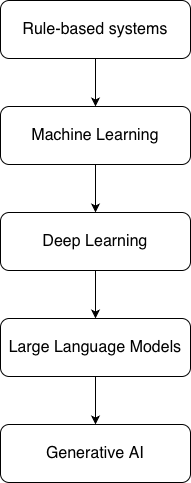 Rule-based systems
Machine Learning
Deep Learning
Large Language Models
Generative AI